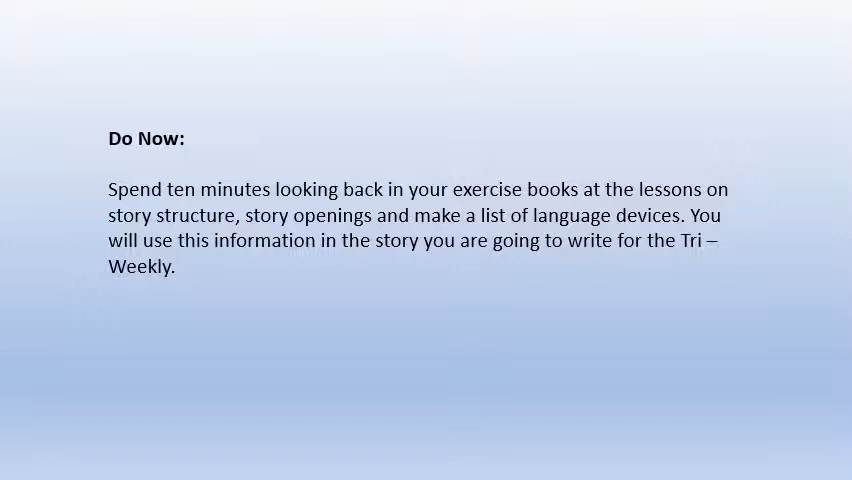 Do Now:
Spend ten minutes looking back in your exercise books at the lessons on
story structure, story openings and make a list of language devices. You
will use this information in the story you are going to write for the Tri –
Weekly.